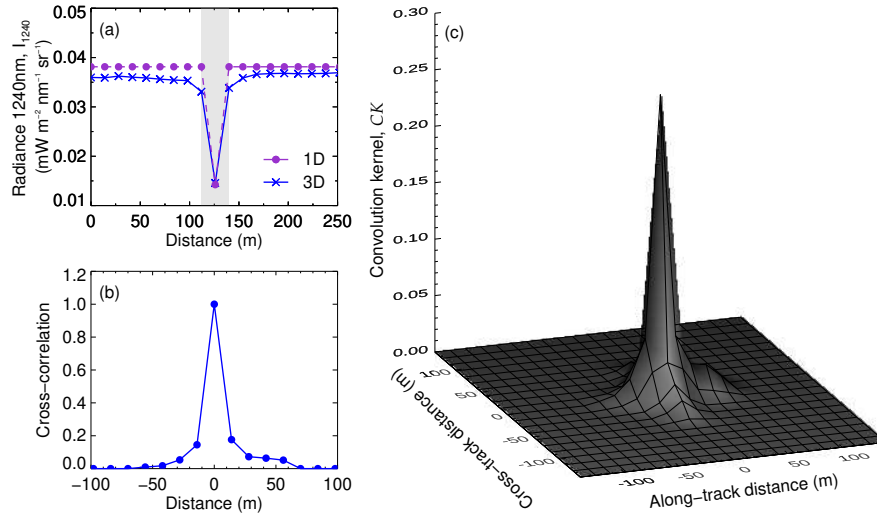 (a)
Radiance 1240nm, I1240
(mW m−2 nm−1 sr−1)
0.05
0.04
0.03
0.02
0.01
1D
3D
0 50 100 150 200 250
Distance (m)
(b)
Cross−correlation
1.2
1.0
0.8
0.6
0.4
0.2
0.0
−100 −50 0 50 100
Distance (m)
(c)
Convolution kernel, CK
0.30
0.25
0.20
0.15
0.10
0.05
0.00
100
50
0
-50
-100
Cross−track distance (m)
-100 -50 0 50 100
Along−track distance (m)